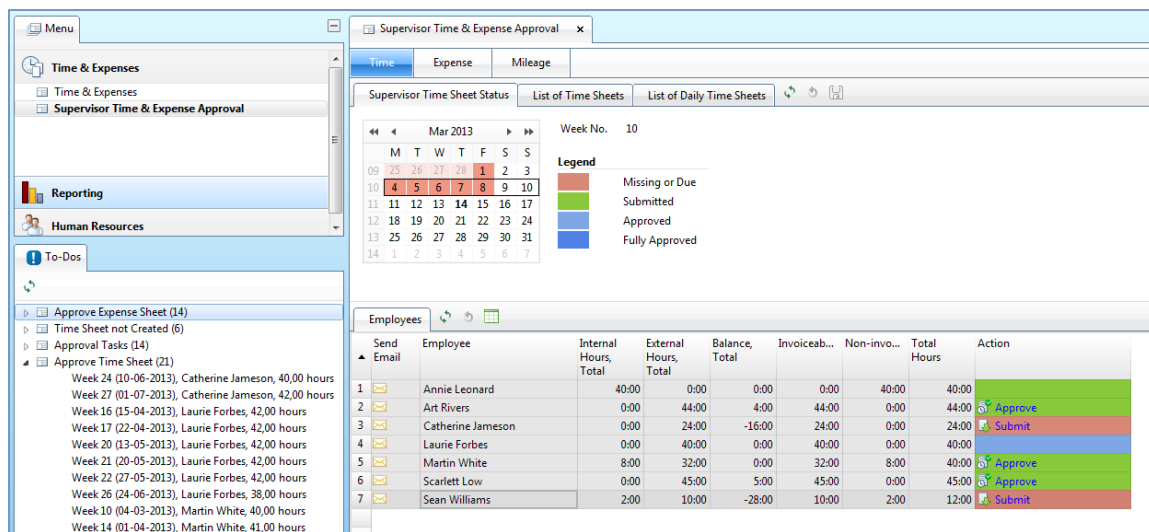 Menu
Time & Expenses
Time & Expenses
Supervisor Time & Expense Approval
Reporting
Human Resources
To-Dos
Approve Expense Sheet (14)
Time Sheet not Created (6)
Approval Tasks (14)
Approve Time Sheet (21)
Week 24 (10-06-2013), Catherine Jameson, 40,00 hours
Week 27 (01-07-2013), Catherine Jameson, 42,00 hours
Week 16 (15-04-2013), Laurie Forbes, 42,00 hours
Week 17 (22-04-2013), Laurie Forbes, 42,00 hours
Week 20 (13-05-2013), Laurie Forbes, 42,00 hours
Week 21 (20-05-2013), Laurie Forbes, 42,00 hours
Week 22 (27-05-2013), Laurie Forbes, 42,00 hours
Week 26 (24-06-2013), Laurie Forbes, 38,00 hours
Week 10 (04-03-2013), Martin White, 40,00 hours
Week 14 (01-04-2013), Martin White, 41,00 hours
Supervisor Time & Expense Approval x
Time Expense Mileage
Supervisor Time Sheet Status List of Time Sheets List of Daily Time Sheets
Mar 2013
M T W T F S S
09 25 26 27 28 1 2 3
10 4 5 6 7 8 9 10
11 11 12 13 14 15 16 17
12 18 19 20 21 22 23 24
13 25 26 27 28 29 30 31
14 1 2 3 4 5 6 7
Week No. 10
Legend
Missing or Due
Submitted
Approved
Fully Approved
Employees
Send Email Employee Internal Hours, Total External Hours, Total Balance, Total Invoiceab... Non-invo... Total Hours Action
1 Annie Leonard 40:00 0:00 0:00 0:00 40:00 40:00
2 Art Rivers 0:00 44:00 4:00 44:00 0:00 44:00 Approve
3 Catherine Jameson 0:00 24:00 -16:00 24:00 0:00 24:00 Submit
4 Laurie Forbes 0:00 40:00 0:00 40:00 0:00 40:00
5 Martin White 8:00 32:00 0:00 32:00 8:00 40:00 Approve
6 Scarlett Low 0:00 45:00 5:00 45:00 0:00 45:00 Approve
7 Sean Williams 2:00 10:00 -28:00 10:00 2:00 12:00 Submit